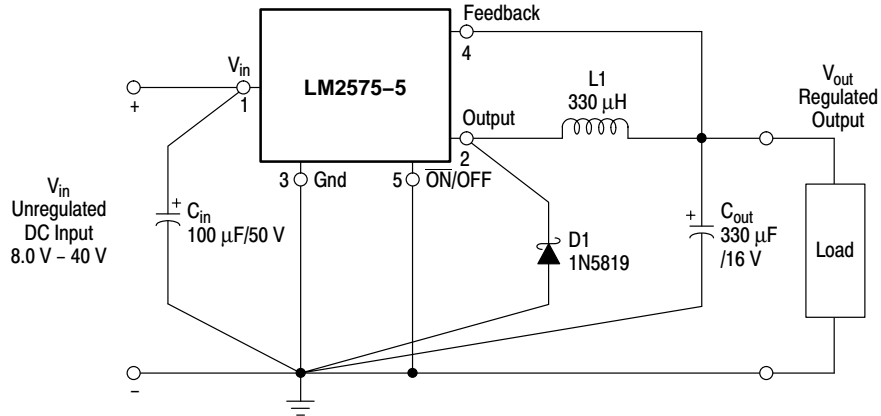 Feedback
4
V_in
1
LM2575–5
L1
330 μH
V_out
Regulated
Output
Output
2
+
3 Gnd
5 O̅N̅/OFF
V_in
Unregulated
DC Input
8.0 V – 40 V
+
C_in
100 μF/50 V
D1
1N5819
+
C_out
330 μF
/16 V
Load
–